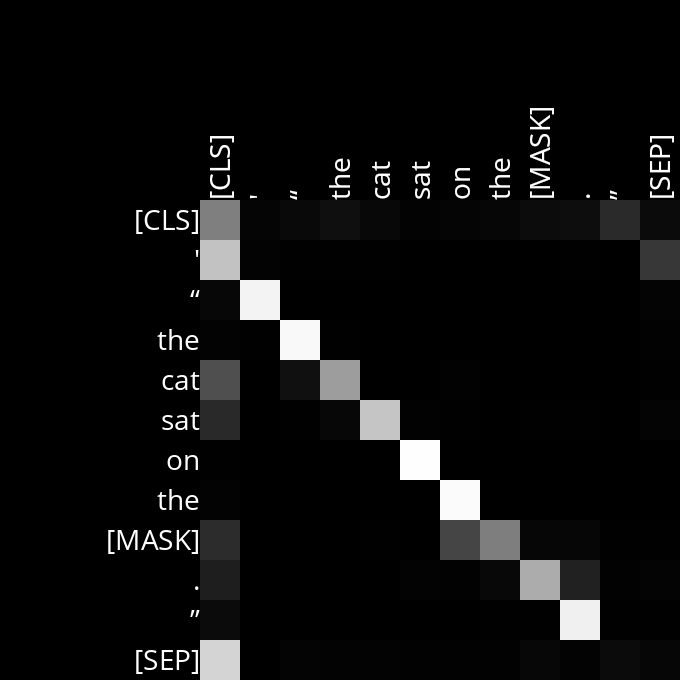 [CLS] ' “ the cat sat on the [MASK] . ” [SEP]
[CLS]
'
“
the
cat
sat
on
the
[MASK]
.
”
[SEP]